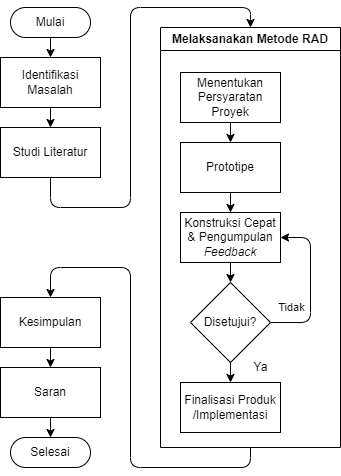 Mulai
Identifikasi
Masalah
Studi Literatur
Melaksanakan Metode RAD
Menentukan
Persyaratan
Proyek
Prototipe
Konstruksi Cepat
& Pengumpulan
Feedback
Disetujui?
Tidak
Ya
Finalisasi Produk
/Implementasi
Kesimpulan
Saran
Selesai